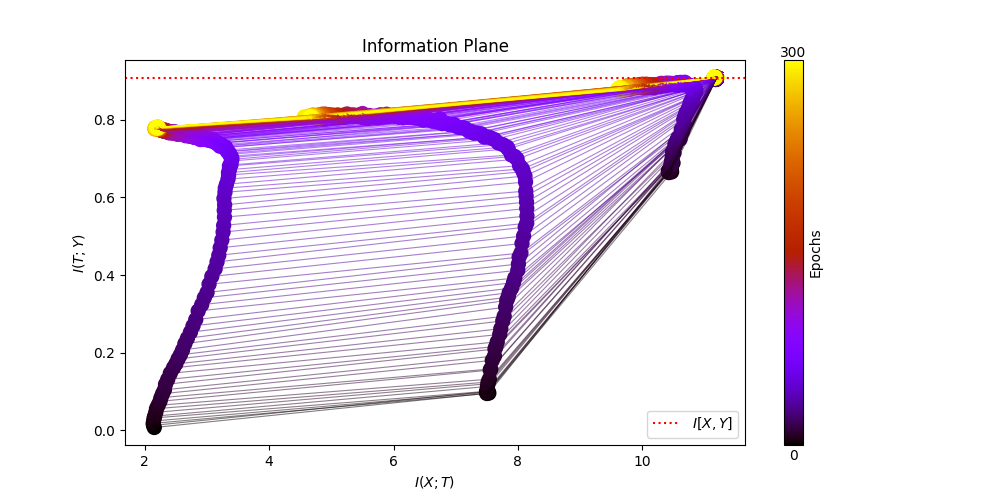 Information Plane
300
0.8
0.6
0.4
0.2
0.0
I(T; Y)
2
4
6
8
10
I(X; T)
I[X, Y]
Epochs
0